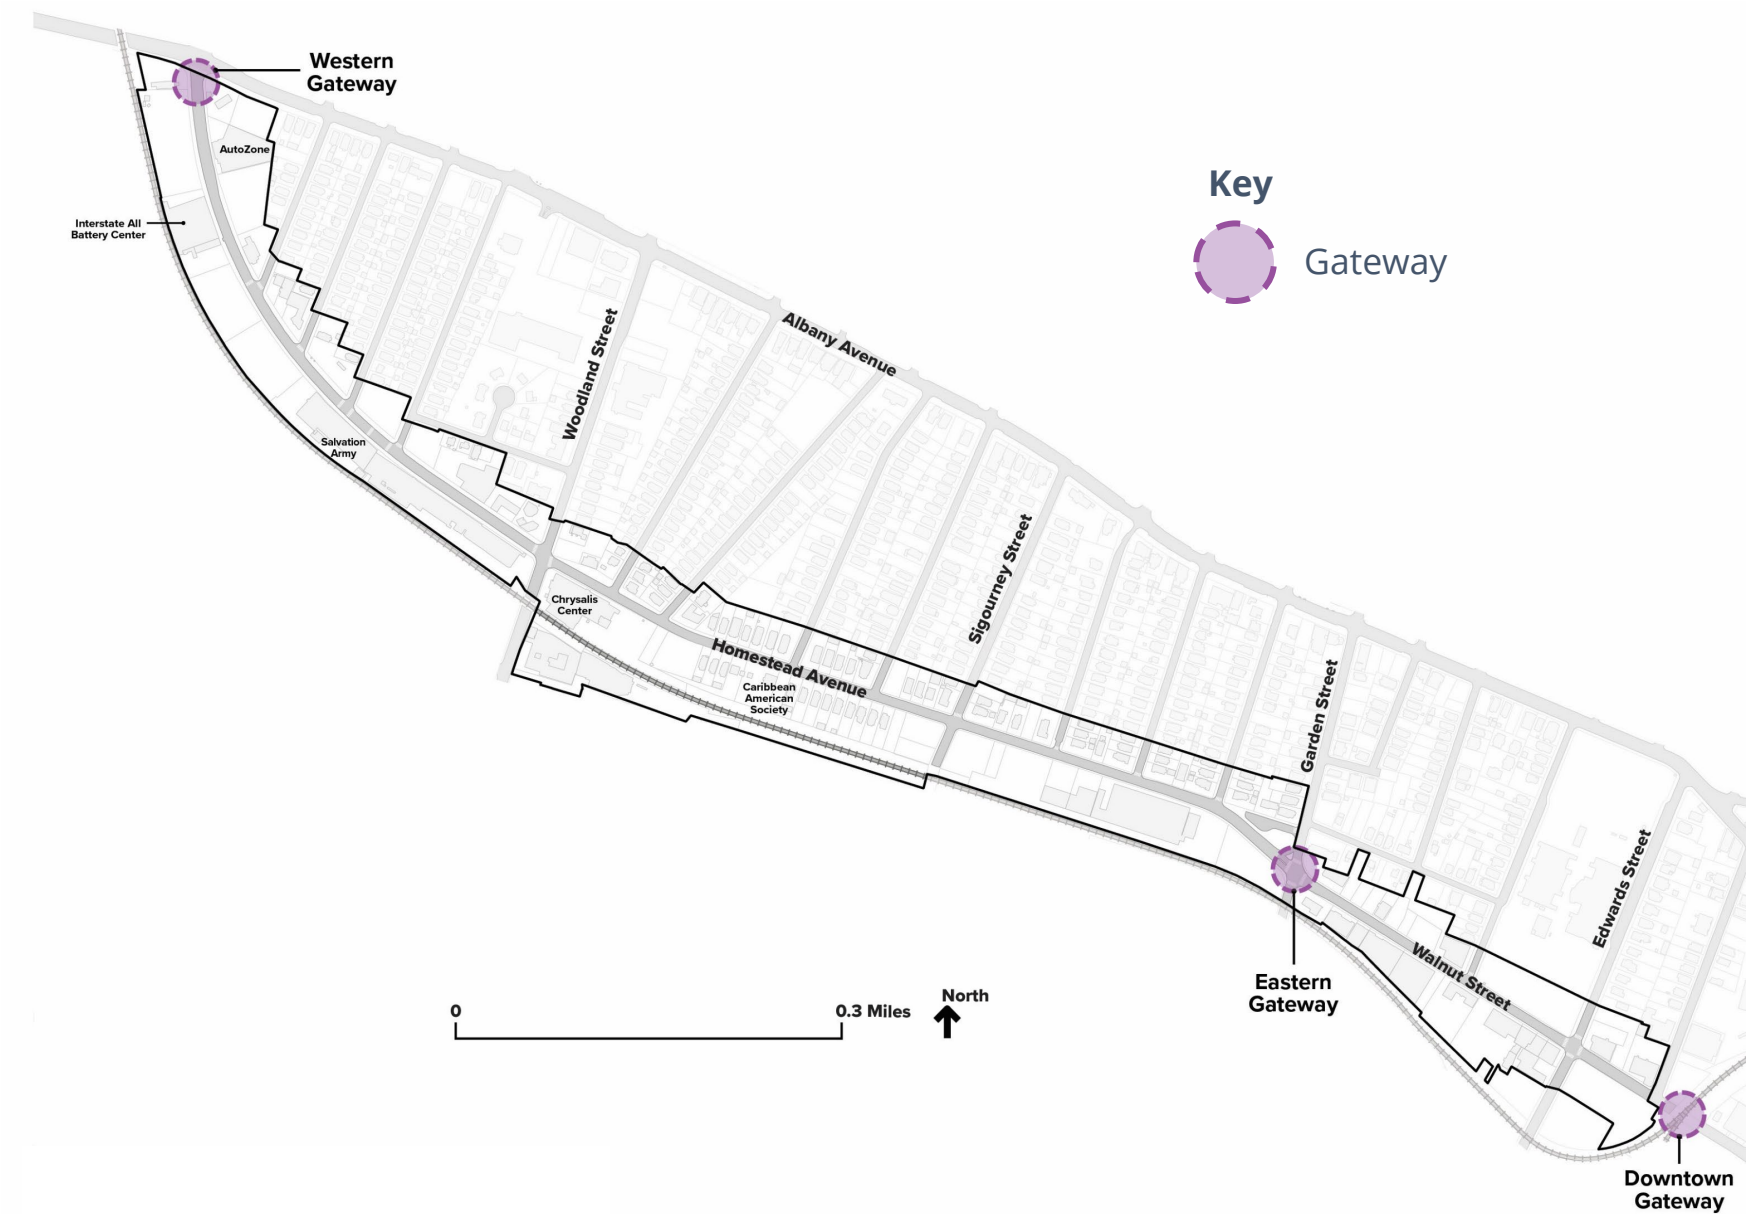 Western
Gateway
AutoZone
Interstate All
Battery Center
Key
Gateway
Albany Avenue
Woodland Street
Salvation
Army
Sigourney Street
Chrysalis
Center
Homestead Avenue
Caribbean
American
Society
Garden Street
Edwards Street
Walnut Street
Eastern
Gateway
0
0.3 Miles
North
Downtown
Gateway